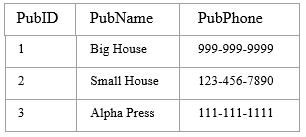 PubID PubName PubPhone
1 Big House 999-999-9999
2 Small House 123-456-7890
3 Alpha Press 111-111-1111